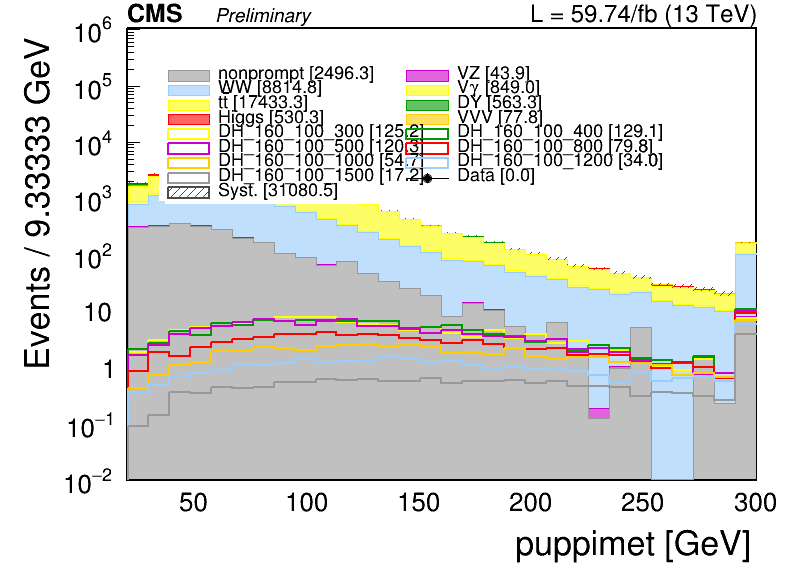 CMS Preliminary L = 59.74/fb (13 TeV)
Events / 9.33333 GeV
10^6
10^5
10^4
10^3
10^2
10
1
10^−1
10^−2
nonprompt [2496.3] VZ [43.9]
WW [8814.8] Vγ [849.0]
tt [17433.3] DY [563.3]
Higgs [530.3] VVV [77.8]
DH_160_100_300 [125.2] DH_160_100_400 [129.1]
DH_160_100_500 [120.3] DH_160_100_800 [79.8]
DH_160_100_1000 [54.7] DH_160_100_1200 [34.0]
DH_160_100_1500 [17.2] Data [0.0]
Syst. [31080.5]
50 100 150 200 250 300
puppimet [GeV]